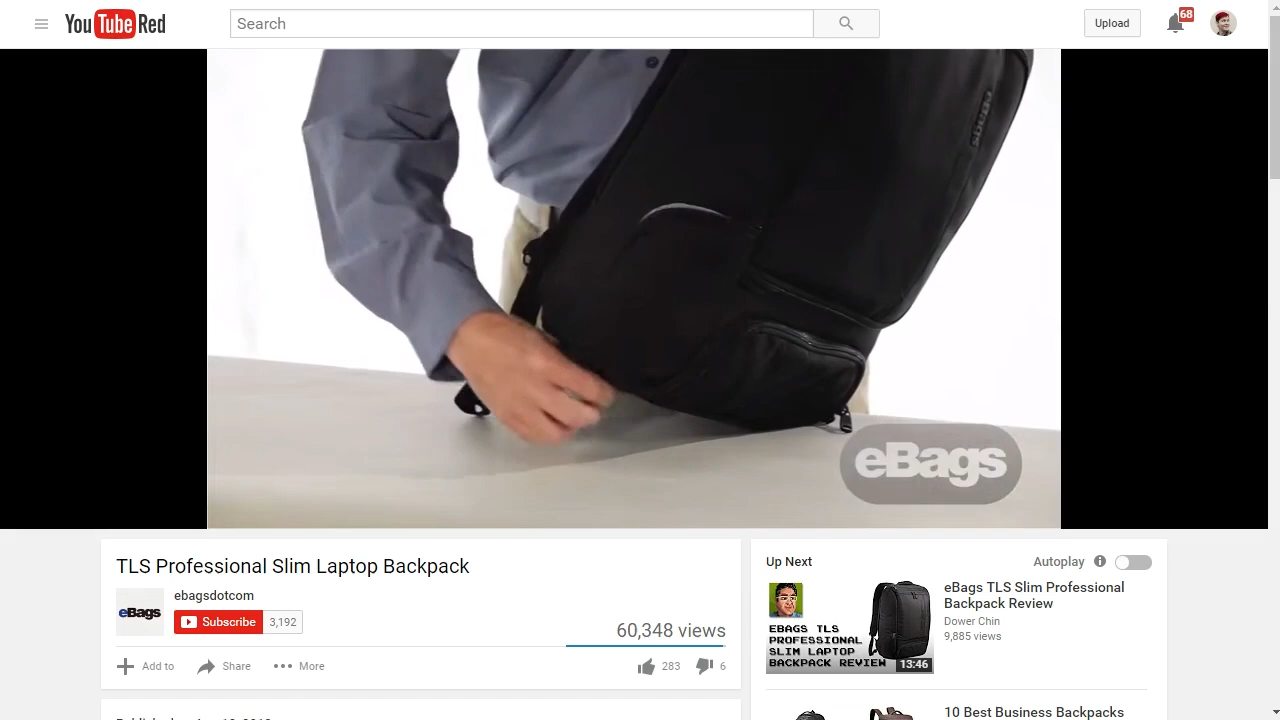 YouTube Red
Search
Upload
68
ebags
eBags
TLS Professional Slim Laptop Backpack
eBags
ebagsdotcom
Subscribe 3,192
60,348 views
Add to Share More
283 6
Up Next
Autoplay
EBAGS TLS
PROFESSIONAL
SLIM LAPTOP
BACKPACK REVIEW
13:46
eBags TLS Slim Professional
Backpack Review
Dower Chin
9,885 views
10 Best Business Backpacks